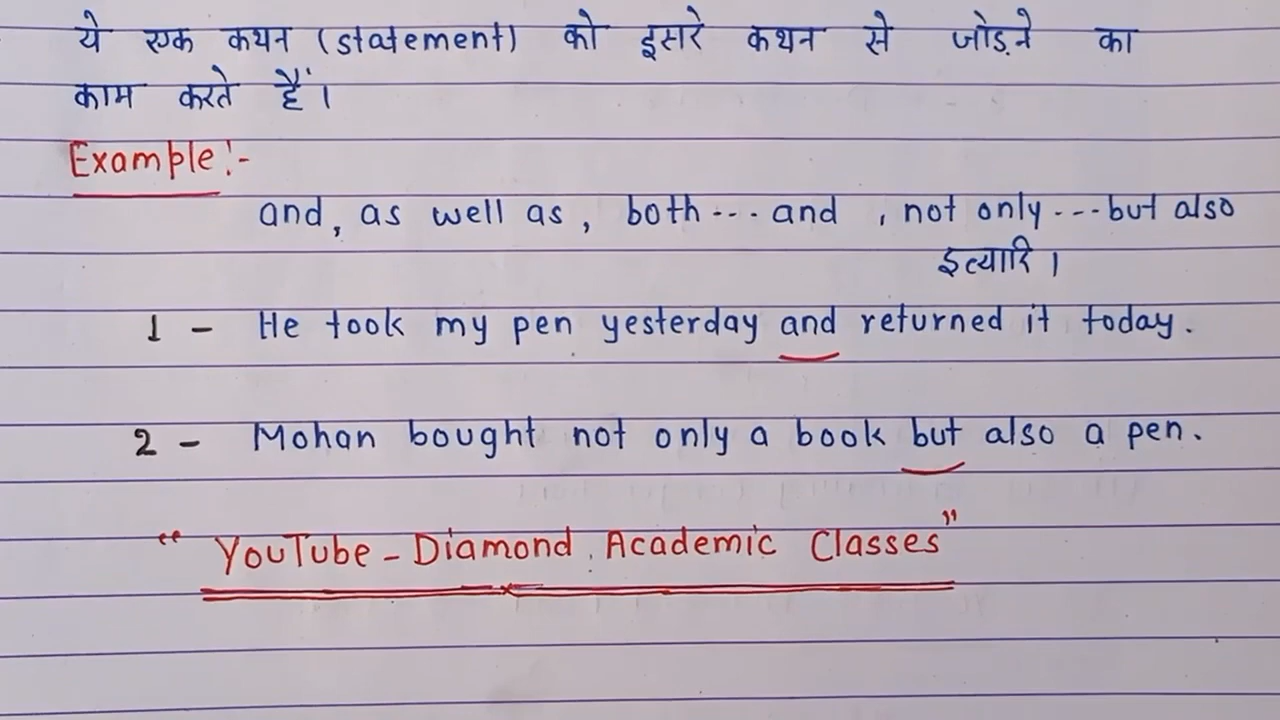 ये एक कथन (statement) को इसरे कथन से जोड़ने का
काम करते हैं।
Example:-
and, as well as, both --- and , not only --- but also
इत्यादि।
1 - He took my pen yesterday and returned it today.
2 - Mohan bought not only a book but also a pen.
"YouTube - Diamond Academic Classes"